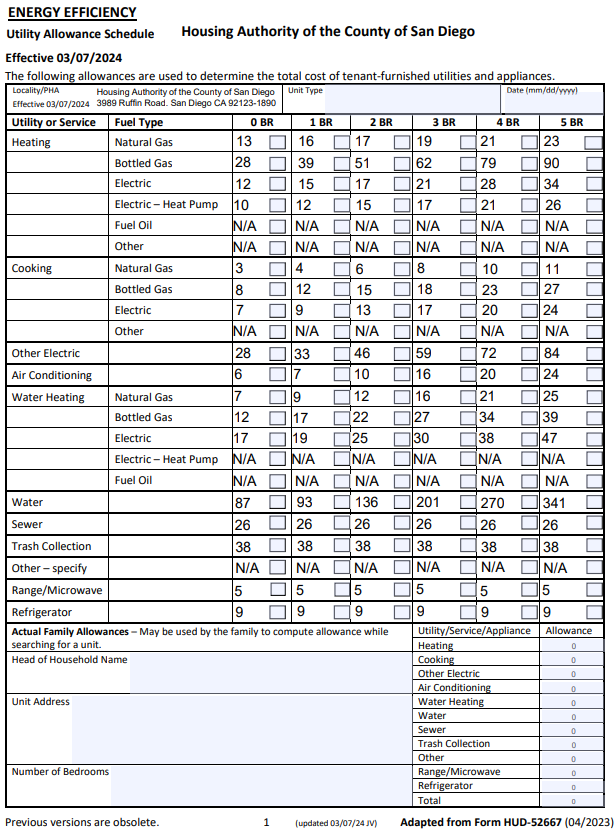 ENERGY EFFICIENCY
Utility Allowance Schedule Housing Authority of the County of San Diego
Effective 03/07/2024
The following allowances are used to determine the total cost of tenant-furnished utilities and appliances.
Locality/PHA Housing Authority of the County of San Diego Unit Type Date (mm/dd/yyyy)
Effective 03/07/2024 3989 Ruffin Road. San Diego CA 92123-1890
Utility or Service Fuel Type 0 BR 1 BR 2 BR 3 BR 4 BR 5 BR
Heating Natural Gas 13 16 17 19 21 23
Bottled Gas 28 39 51 62 79 90
Electric 12 15 17 21 28 34
Electric – Heat Pump 10 12 15 17 21 26
Fuel Oil N/A N/A N/A N/A N/A N/A
Other N/A N/A N/A N/A N/A N/A
Cooking Natural Gas 3 4 6 8 10 11
Bottled Gas 8 12 15 18 23 27
Electric 7 9 13 17 20 24
Other N/A N/A N/A N/A N/A N/A
Other Electric 28 33 46 59 72 84
Air Conditioning 6 7 10 16 20 24
Water Heating Natural Gas 7 9 12 16 21 25
Bottled Gas 12 17 22 27 34 39
Electric 17 19 25 30 38 47
Electric – Heat Pump N/A N/A N/A N/A N/A N/A
Fuel Oil N/A N/A N/A N/A N/A N/A
Water 87 93 136 201 270 341
Sewer 26 26 26 26 26 26
Trash Collection 38 38 38 38 38 38
Other – specify N/A N/A N/A N/A N/A N/A
Range/Microwave 5 5 5 5 5 5
Refrigerator 9 9 9 9 9 9
Actual Family Allowances – May be used by the family to compute allowance while
searching for a unit.
Head of Household Name
Unit Address
Number of Bedrooms
Utility/Service/Appliance Allowance
Heating 0
Cooking 0
Other Electric 0
Air Conditioning 0
Water Heating 0
Water 0
Sewer 0
Trash Collection 0
Other 0
Range/Microwave 0
Refrigerator 0
Total 0
Previous versions are obsolete. 1 (updated 03/07/24 JV) Adapted from Form HUD-52667 (04/2023)